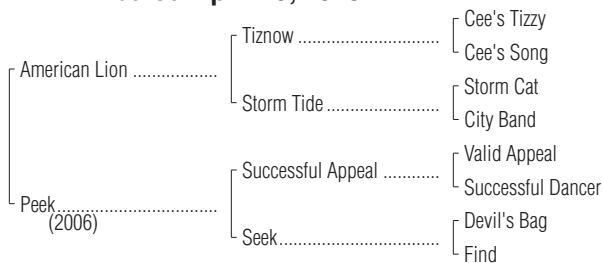 Cee's Tizzy
Tiznow
Cee's Song
American Lion
Storm Cat
Storm Tide
City Band
Valid Appeal
Successful Appeal
Successful Dancer
Peek
(2006)
Devil's Bag
Seek
Find